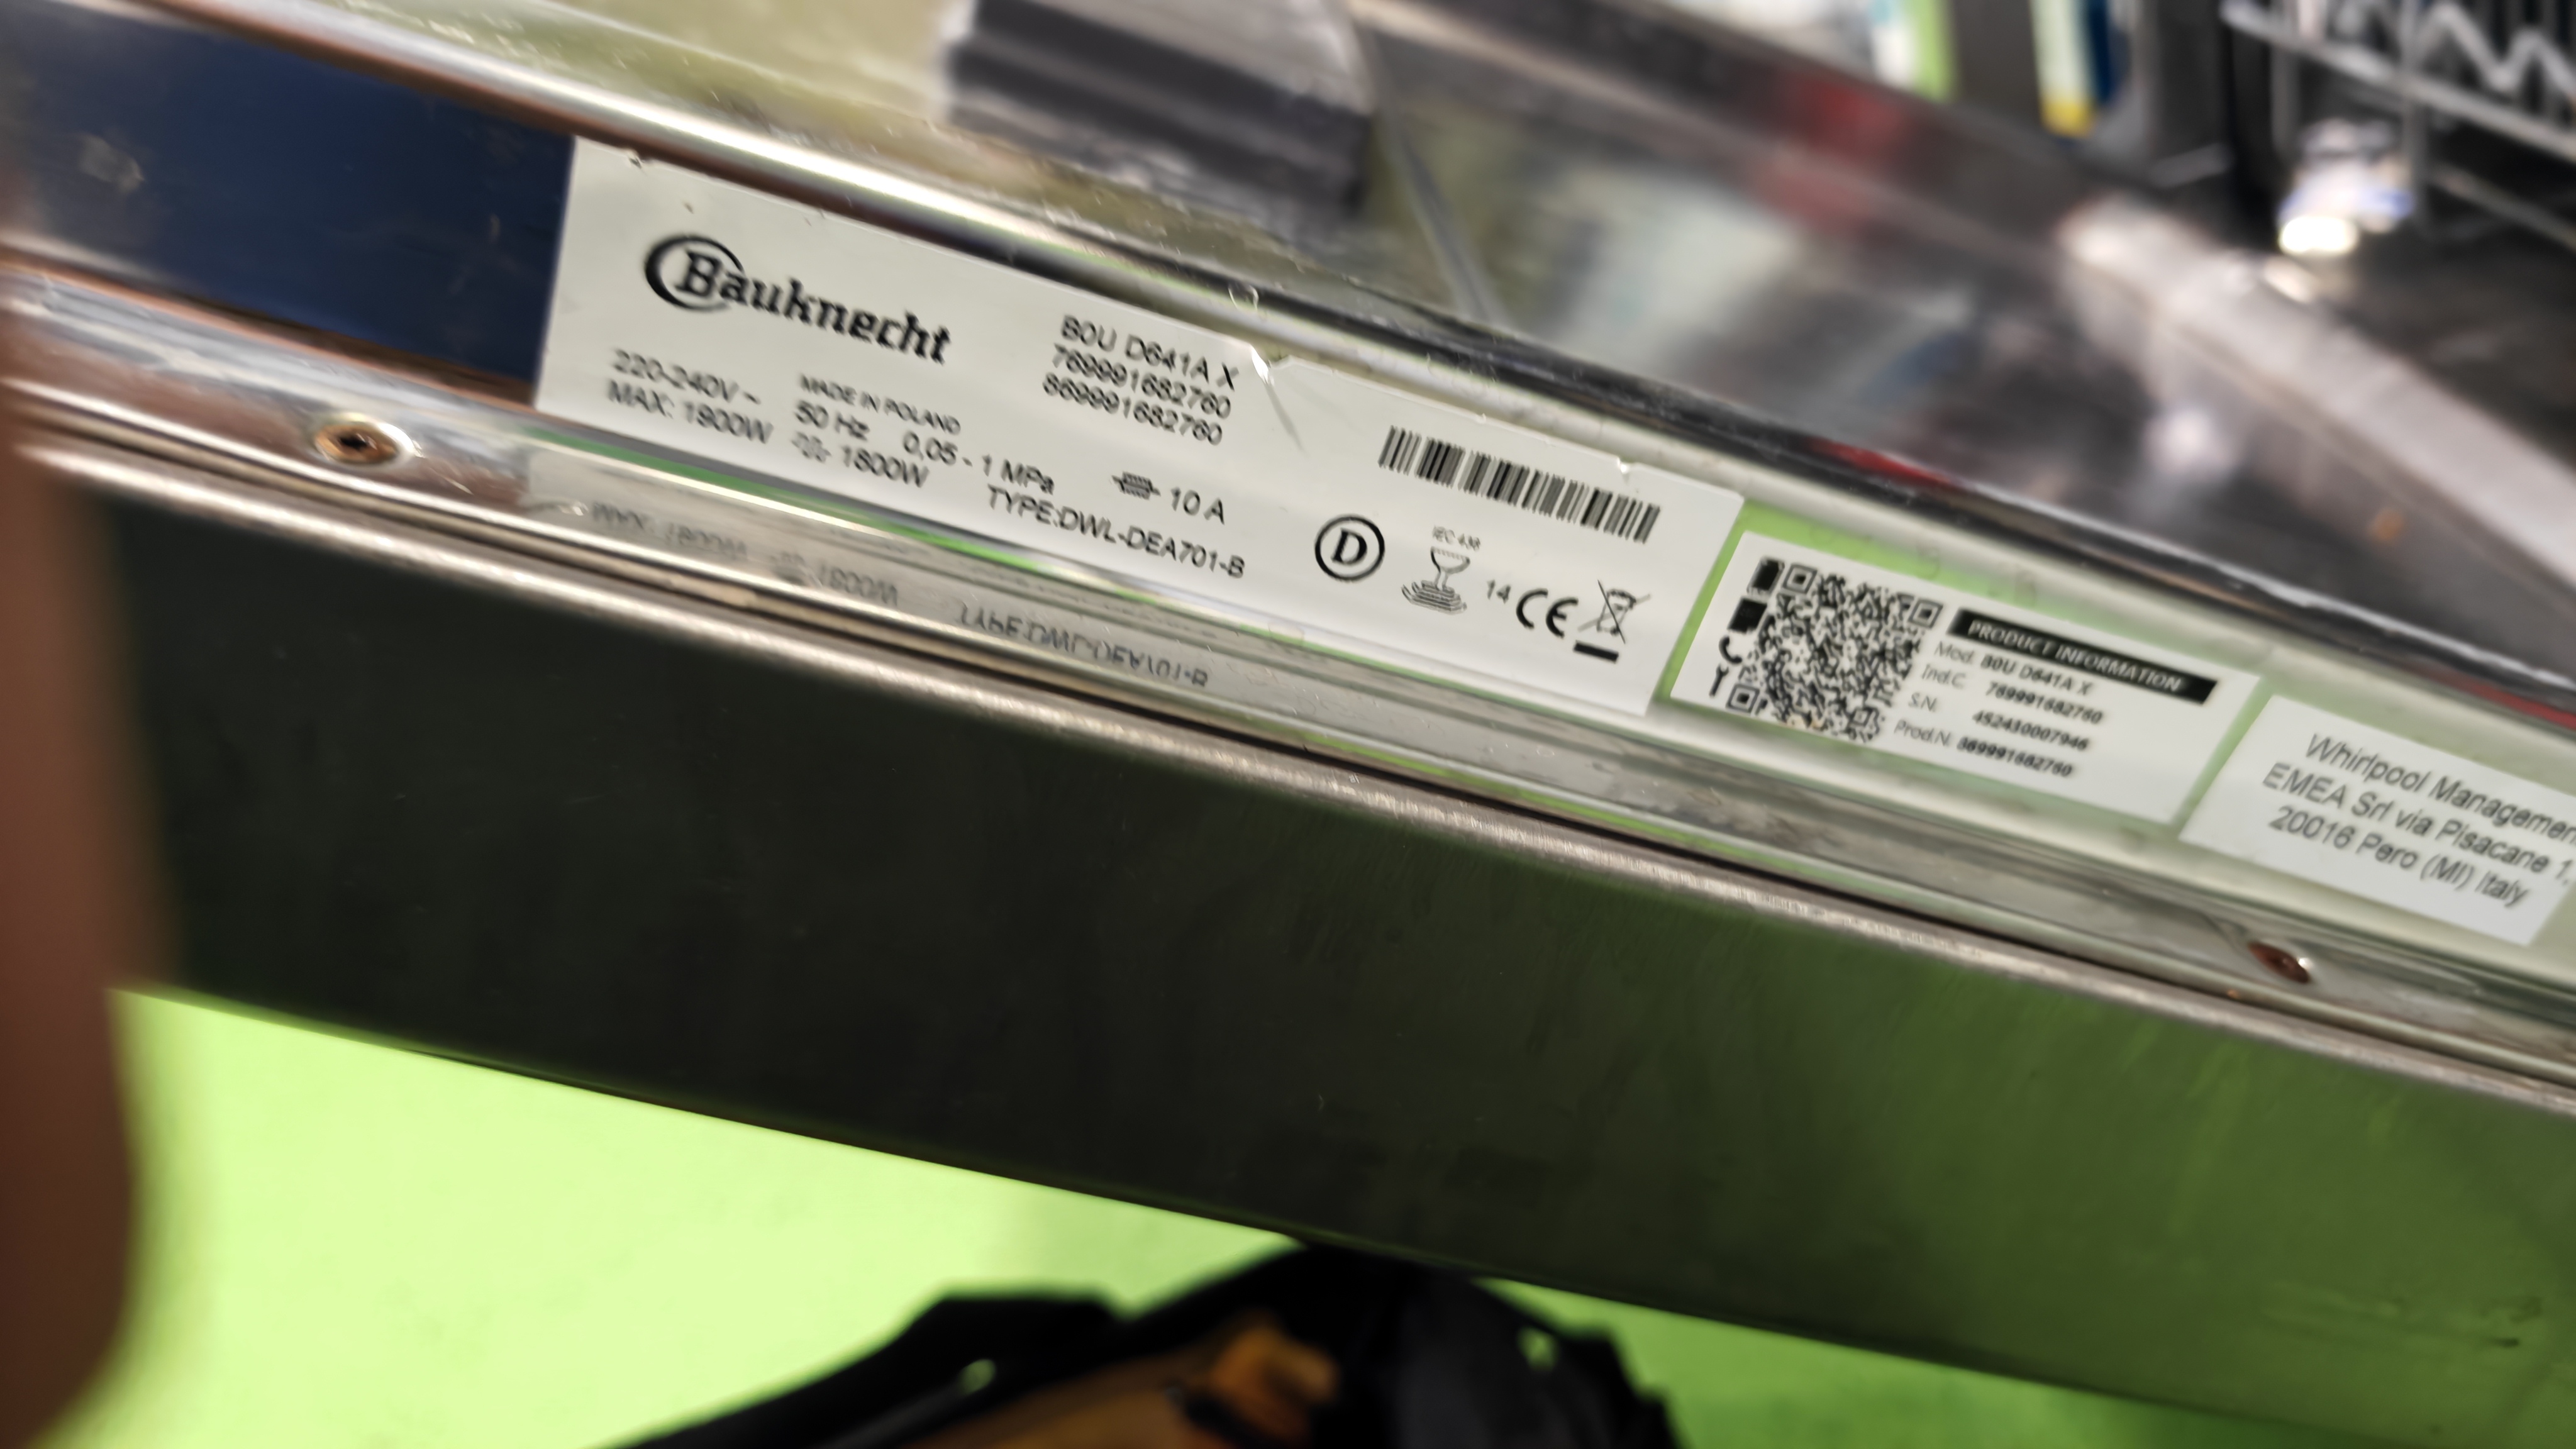 Bauknecht
B0U D641A X
769991682760
869991682760
MADE IN POLAND
220-240V ~ 50 Hz 0,05 - 1 MPa 10 A
MAX: 1900W 1800W TYPE:DWL-DEA701-B
D
IEC 436
14
CE
PRODUCT INFORMATION
Mod. B0U D641A X
Ind.C. 769991682760
S.N. 452430007946
Prod.N. 869991682760
Whirlpool Management
EMEA Srl via Pisacane 1,
20016 Pero (MI) Italy